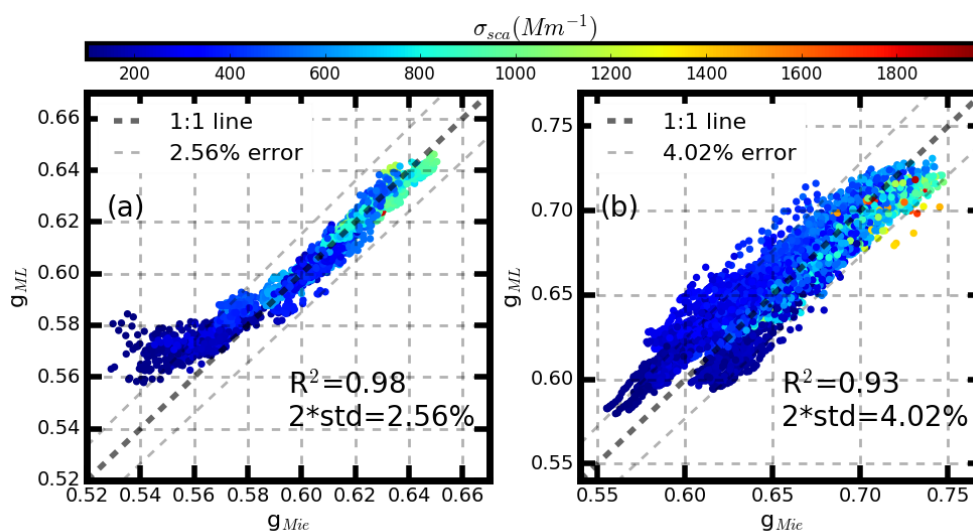 σ_sca(Mm⁻¹)
200 400 600 800 1000 1200 1400 1600 1800
1:1 line
2.56% error
(a)
R²=0.98
2*std=2.56%
0.66
0.64
0.62
0.60
0.58
0.56
0.54
0.52
g_ML
0.52 0.54 0.56 0.58 0.60 0.62 0.64 0.66
g_Mie
1:1 line
4.02% error
(b)
R²=0.93
2*std=4.02%
0.75
0.70
0.65
0.60
0.55
g_ML
0.55 0.60 0.65 0.70 0.75
g_Mie